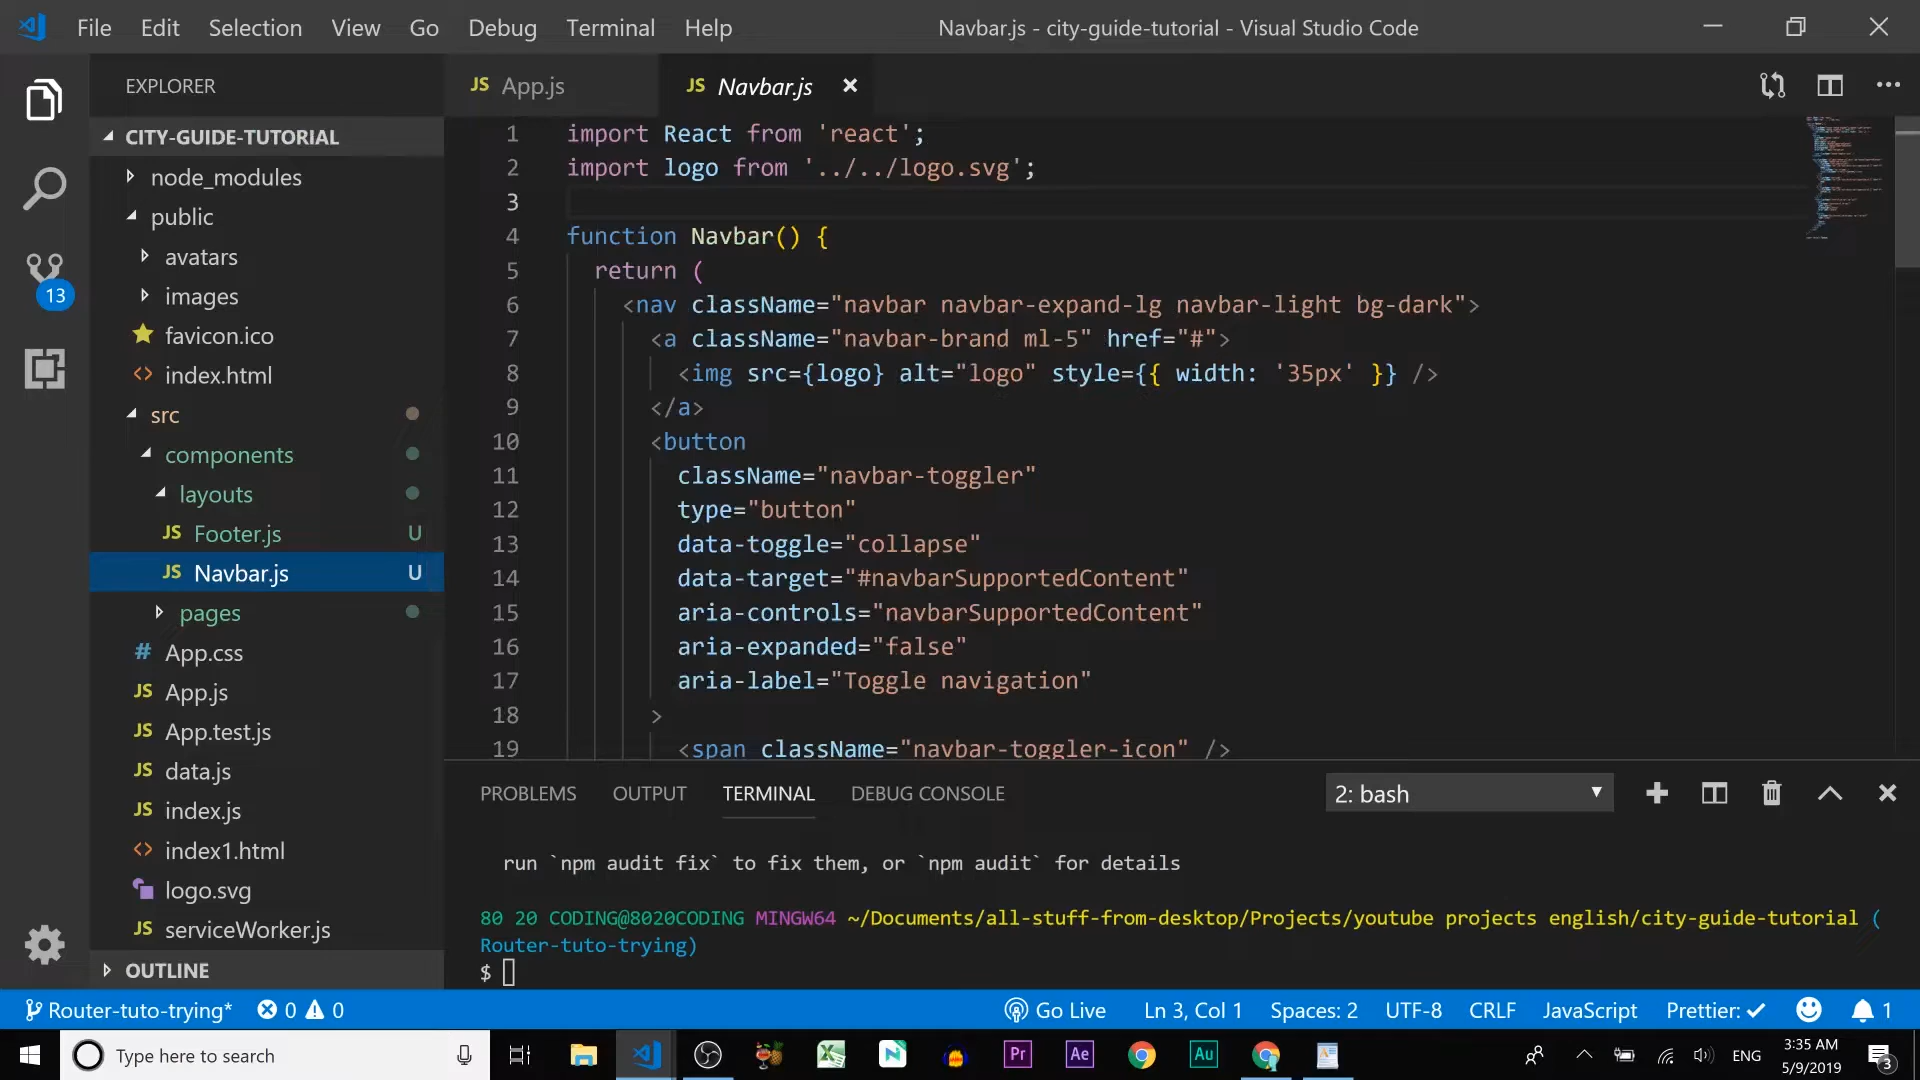 File Edit Selection View Go Debug Terminal Help Navbar.js - city-guide-tutorial - Visual Studio Code
EXPLORER
JS App.js
JS Navbar.js
CITY-GUIDE-TUTORIAL
node_modules
public
avatars
images
favicon.ico
<> index.html
src
components
layouts
JS Footer.js U
JS Navbar.js U
pages
# App.css
JS App.js
JS App.test.js
JS data.js
JS index.js
<> index1.html
logo.svg
JS serviceWorker.js
OUTLINE
13
1 import React from 'react';
2 import logo from '../../logo.svg';
3
4 function Navbar() {
5 return (
6 <nav className="navbar navbar-expand-lg navbar-light bg-dark">
7 <a className="navbar-brand ml-5" href="#">
8 <img src={logo} alt="logo" style={{ width: '35px' }} />
9 </a>
10 <button
11 className="navbar-toggler"
12 type="button"
13 data-toggle="collapse"
14 data-target="#navbarSupportedContent"
15 aria-controls="navbarSupportedContent"
16 aria-expanded="false"
17 aria-label="Toggle navigation"
18 >
19 <span className="navbar-toggler-icon" />
PROBLEMS OUTPUT TERMINAL DEBUG CONSOLE 2: bash
run `npm audit fix` to fix them, or `npm audit` for details
80 20 CODING@8020CODING MINGW64 ~/Documents/all-stuff-from-desktop/Projects/youtube projects english/city-guide-tutorial (
Router-tuto-trying)
$
Router-tuto-trying* 0 0 Go Live Ln 3, Col 1 Spaces: 2 UTF-8 CRLF JavaScript Prettier: ✓ 1
Type here to search
Pr Ae Au
ENG
3:35 AM
5/9/2019
3